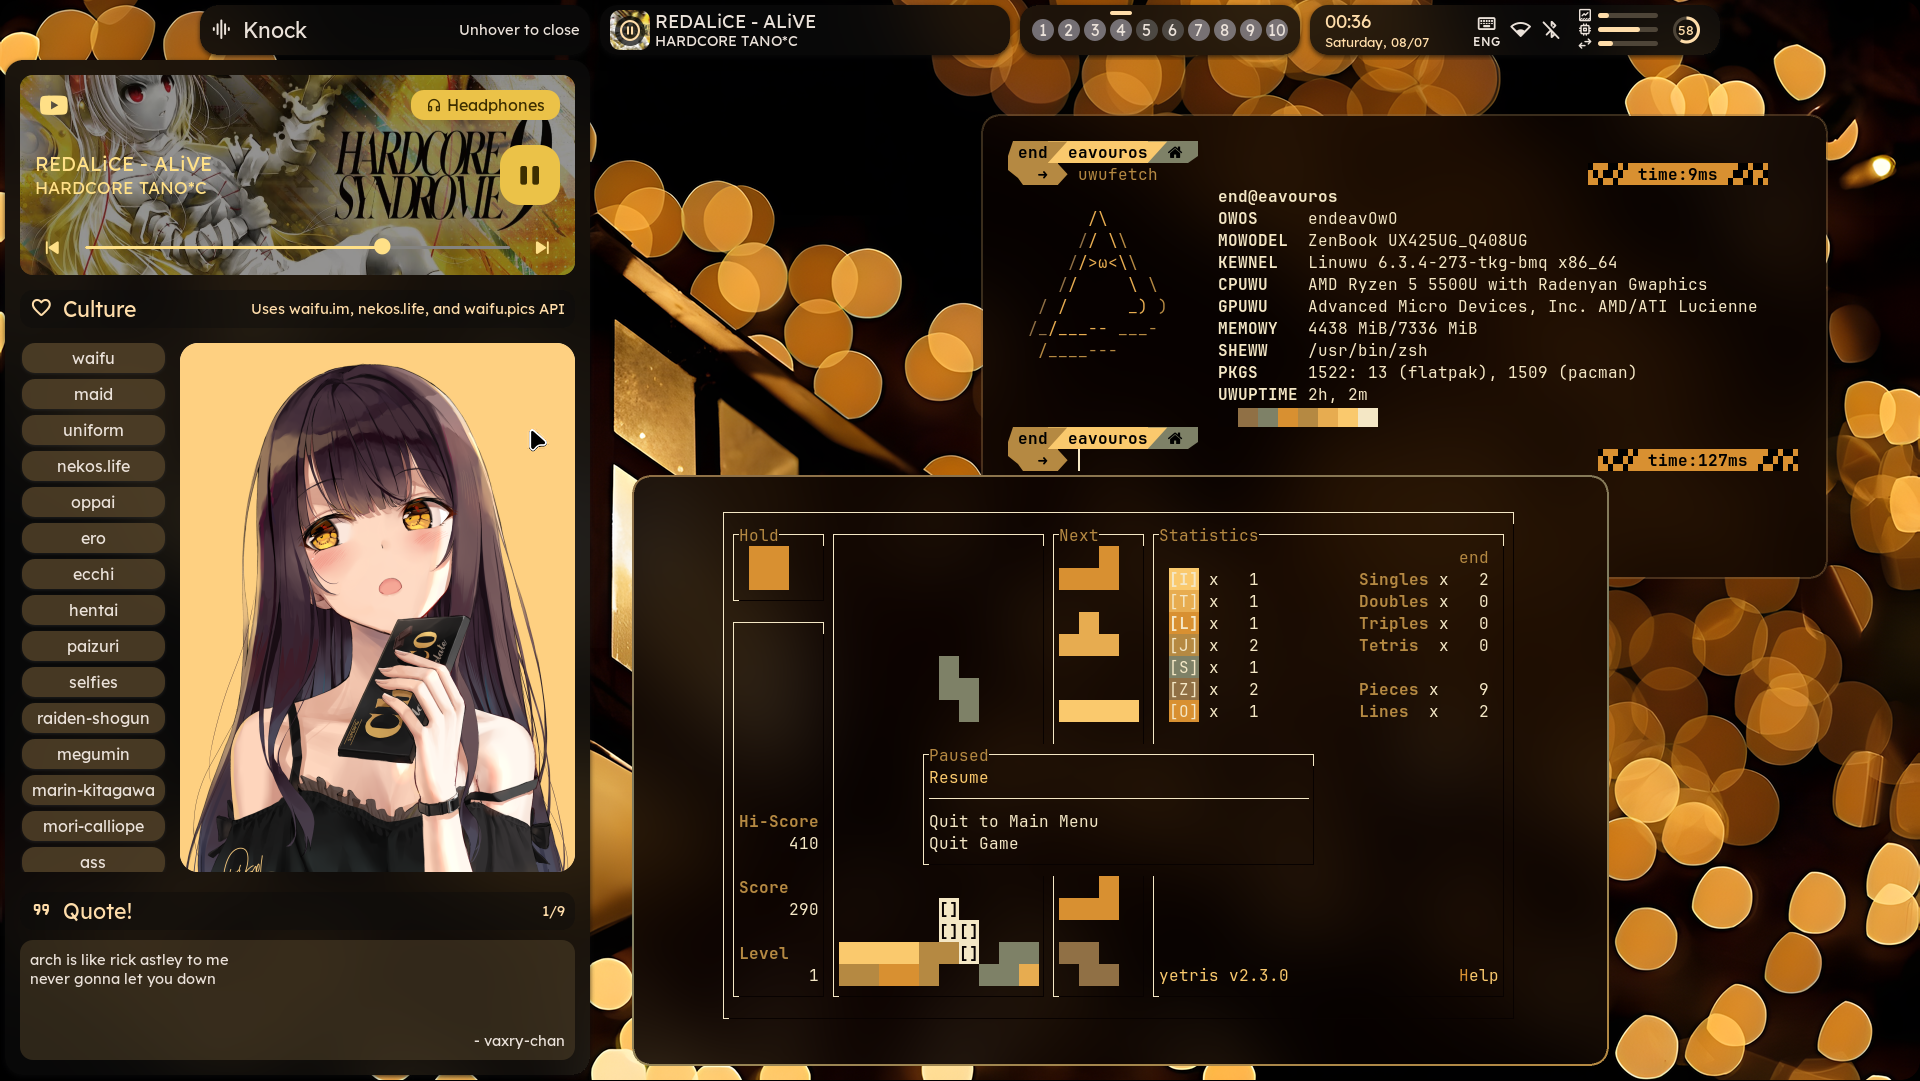 Knock
Unhover to close
REDALiCE - ALiVE
HARDCORE TANO*C
1 2 3 4 5 6 7 8 9 10
00:36
Saturday, 08/07
ENG
58
Headphones
HARDCORE
SYNDROME 9
REDALiCE - ALiVE
HARDCORE TANO*C
Culture
Uses waifu.im, nekos.life, and waifu.pics API
waifu
maid
uniform
nekos.life
oppai
ero
ecchi
hentai
paizuri
selfies
raiden-shogun
megumin
marin-kitagawa
mori-calliope
ass
Quote!
1/9
arch is like rick astley to me
never gonna let you down
- vaxry-chan
end eavouros
→ uwufetch
time:9ms
end@eavouros
OWOS endeavOwO
MOWODEL ZenBook UX425UG_Q408UG
KEWNEL Linuwu 6.3.4-273-tkg-bmq x86_64
CPUWU AMD Ryzen 5 5500U with Radenyan Gwaphics
GPUWU Advanced Micro Devices, Inc. AMD/ATI Lucienne
MEMOWY 4438 MiB/7336 MiB
SHEWW /usr/bin/zsh
PKGS 1522: 13 (flatpak), 1509 (pacman)
UWUPTIME 2h, 2m
/\
// \\
//>ω<\\
// \ \
/ / _) )
/_/___-- ___-
/____---
end eavouros
→
time:127ms
Hold
Next
Statistics
end
[I] x 1 Singles x 2
[T] x 1 Doubles x 0
[L] x 1 Triples x 0
[J] x 2 Tetris x 0
[S] x 1
[Z] x 2 Pieces x 9
[O] x 1 Lines x 2
Paused
Resume
Quit to Main Menu
Quit Game
Hi-Score
410
Score
290
Level
1
[]
[][]
[]
yetris v2.3.0
Help